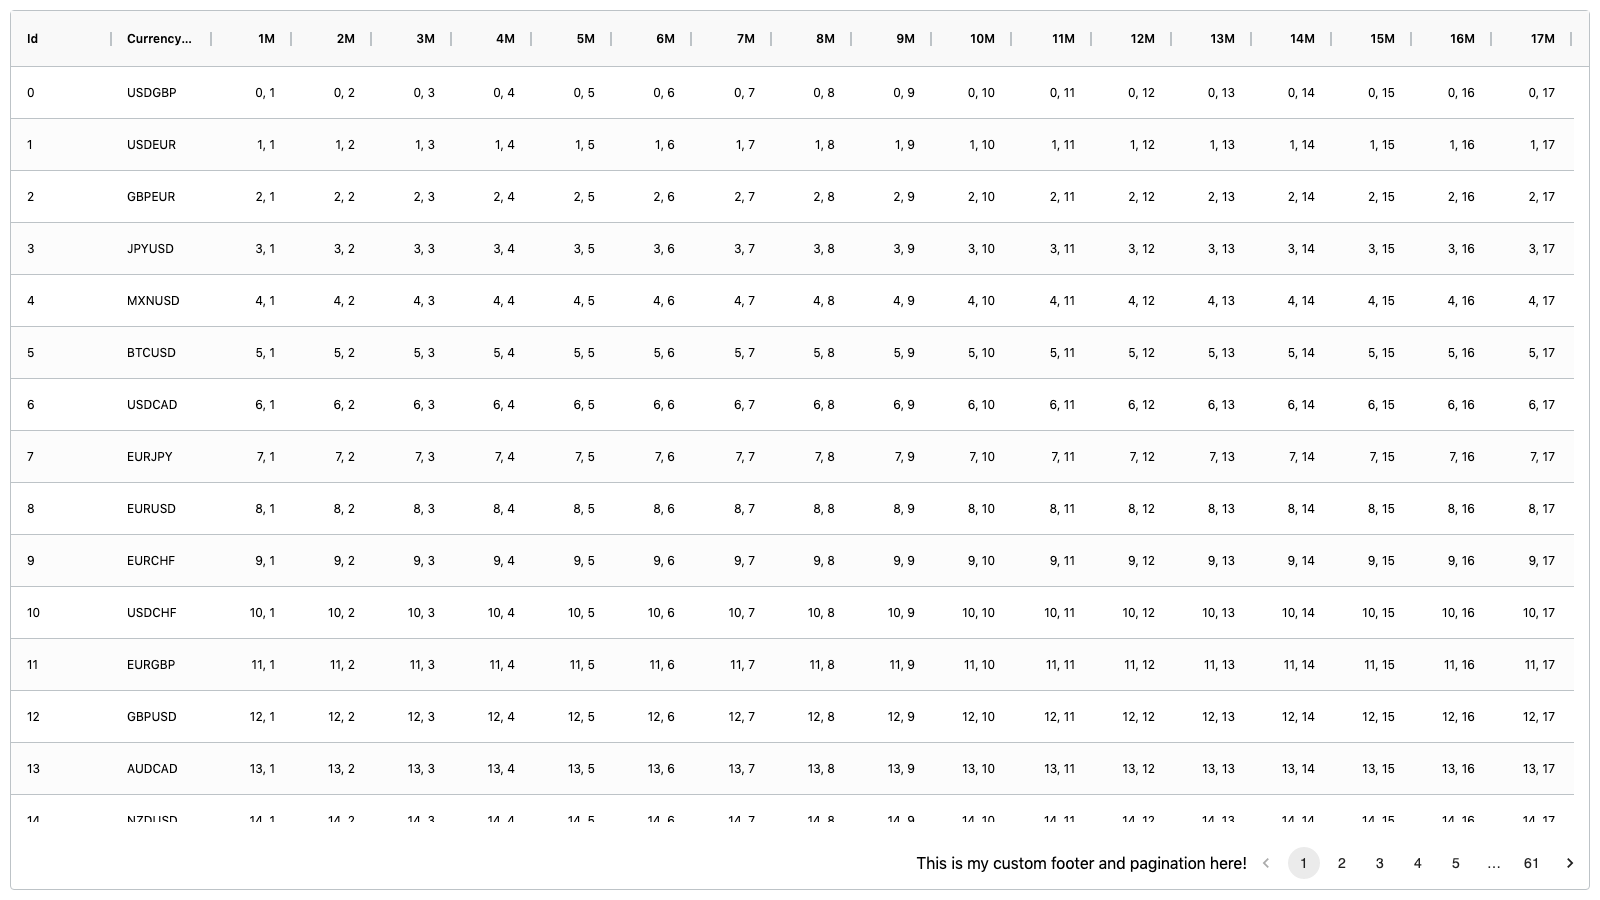 Id Currency... 1M 2M 3M 4M 5M 6M 7M 8M 9M 10M 11M 12M 13M 14M 15M 16M 17M
0 USDGBP 0, 1 0, 2 0, 3 0, 4 0, 5 0, 6 0, 7 0, 8 0, 9 0, 10 0, 11 0, 12 0, 13 0, 14 0, 15 0, 16 0, 17
1 USDEUR 1, 1 1, 2 1, 3 1, 4 1, 5 1, 6 1, 7 1, 8 1, 9 1, 10 1, 11 1, 12 1, 13 1, 14 1, 15 1, 16 1, 17
2 GBPEUR 2, 1 2, 2 2, 3 2, 4 2, 5 2, 6 2, 7 2, 8 2, 9 2, 10 2, 11 2, 12 2, 13 2, 14 2, 15 2, 16 2, 17
3 JPYUSD 3, 1 3, 2 3, 3 3, 4 3, 5 3, 6 3, 7 3, 8 3, 9 3, 10 3, 11 3, 12 3, 13 3, 14 3, 15 3, 16 3, 17
4 MXNUSD 4, 1 4, 2 4, 3 4, 4 4, 5 4, 6 4, 7 4, 8 4, 9 4, 10 4, 11 4, 12 4, 13 4, 14 4, 15 4, 16 4, 17
5 BTCUSD 5, 1 5, 2 5, 3 5, 4 5, 5 5, 6 5, 7 5, 8 5, 9 5, 10 5, 11 5, 12 5, 13 5, 14 5, 15 5, 16 5, 17
6 USDCAD 6, 1 6, 2 6, 3 6, 4 6, 5 6, 6 6, 7 6, 8 6, 9 6, 10 6, 11 6, 12 6, 13 6, 14 6, 15 6, 16 6, 17
7 EURJPY 7, 1 7, 2 7, 3 7, 4 7, 5 7, 6 7, 7 7, 8 7, 9 7, 10 7, 11 7, 12 7, 13 7, 14 7, 15 7, 16 7, 17
8 EURUSD 8, 1 8, 2 8, 3 8, 4 8, 5 8, 6 8, 7 8, 8 8, 9 8, 10 8, 11 8, 12 8, 13 8, 14 8, 15 8, 16 8, 17
9 EURCHF 9, 1 9, 2 9, 3 9, 4 9, 5 9, 6 9, 7 9, 8 9, 9 9, 10 9, 11 9, 12 9, 13 9, 14 9, 15 9, 16 9, 17
10 USDCHF 10, 1 10, 2 10, 3 10, 4 10, 5 10, 6 10, 7 10, 8 10, 9 10, 10 10, 11 10, 12 10, 13 10, 14 10, 15 10, 16 10, 17
11 EURGBP 11, 1 11, 2 11, 3 11, 4 11, 5 11, 6 11, 7 11, 8 11, 9 11, 10 11, 11 11, 12 11, 13 11, 14 11, 15 11, 16 11, 17
12 GBPUSD 12, 1 12, 2 12, 3 12, 4 12, 5 12, 6 12, 7 12, 8 12, 9 12, 10 12, 11 12, 12 12, 13 12, 14 12, 15 12, 16 12, 17
13 AUDCAD 13, 1 13, 2 13, 3 13, 4 13, 5 13, 6 13, 7 13, 8 13, 9 13, 10 13, 11 13, 12 13, 13 13, 14 13, 15 13, 16 13, 17
14 NZDUSD 14, 1 14, 2 14, 3 14, 4 14, 5 14, 6 14, 7 14, 8 14, 9 14, 10 14, 11 14, 12 14, 13 14, 14 14, 15 14, 16 14, 17
This is my custom footer and pagination here! 1 2 3 4 5 ... 61